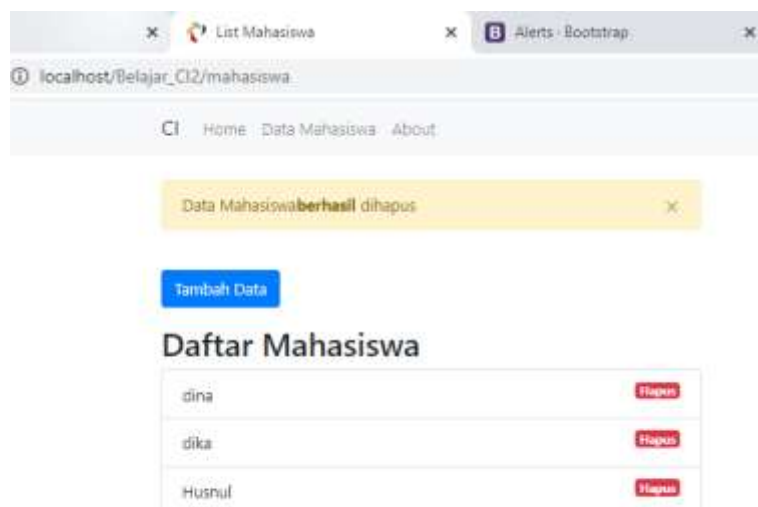 List Mahasiswa Alerts · Bootstrap
localhost/Belajar_CI2/mahasiswa
CI Home Data Mahasiswa About
Data Mahasiswaberhasil dihapus
Tambah Data
Daftar Mahasiswa
dina Hapus
dika Hapus
Husnul Hapus